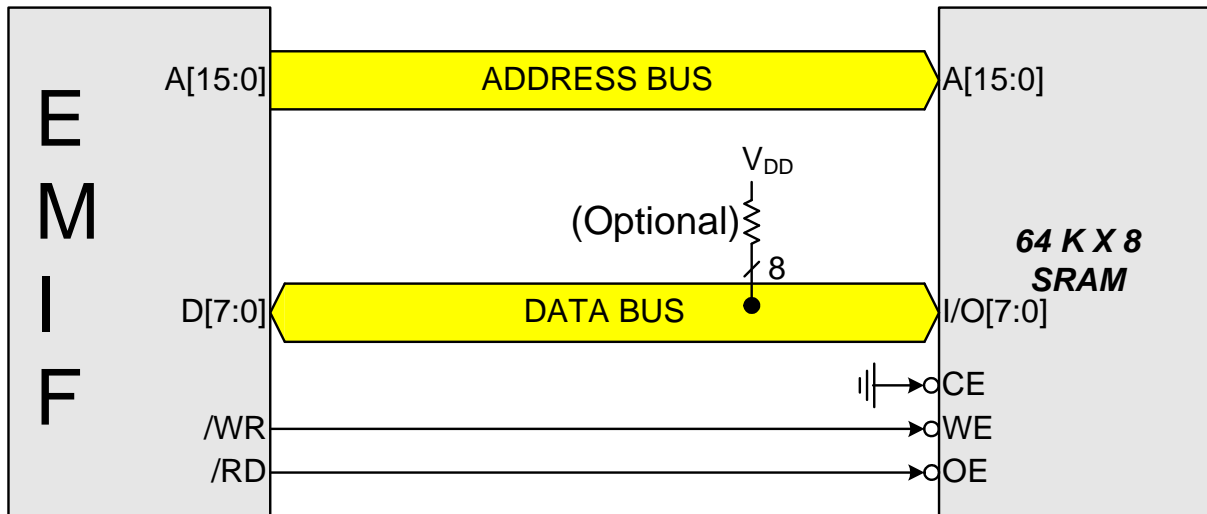 E
M
I
F
A[15:0]
ADDRESS BUS
A[15:0]
VDD
(Optional)
8
64 K X 8
SRAM
D[7:0]
DATA BUS
I/O[7:0]
CE
/WR
WE
/RD
OE